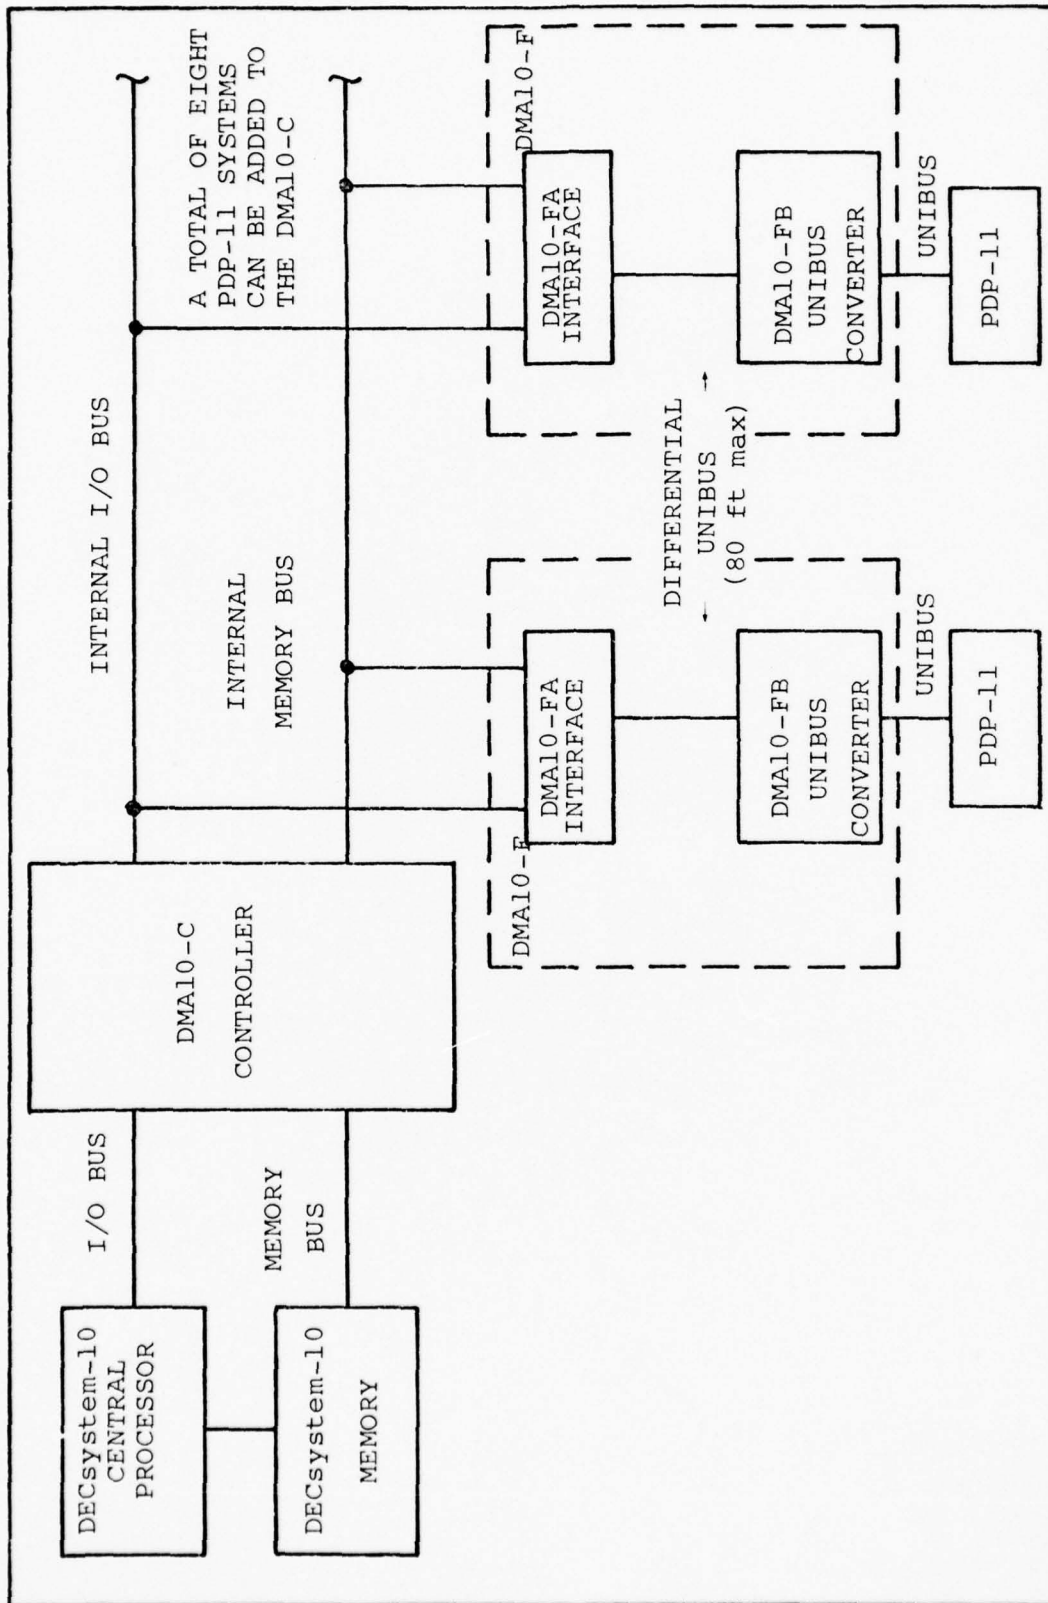 DECsystem-10
CENTRAL
PROCESSOR
DECsystem-10
MEMORY
I/O BUS
MEMORY
BUS
DMA10-C
CONTROLLER
INTERNAL I/O BUS
INTERNAL
MEMORY BUS
A TOTAL OF EIGHT
PDP-11 SYSTEMS
CAN BE ADDED TO
THE DMA10-C
DMA10-F
DMA10-FA
INTERFACE
DMA10-FB
UNIBUS
CONVERTER
UNIBUS
PDP-11
DIFFERENTIAL
UNIBUS
(80 ft max)
DMA10-F
DMA10-FA
INTERFACE
DMA10-FB
UNIBUS
CONVERTER
UNIBUS
PDP-11